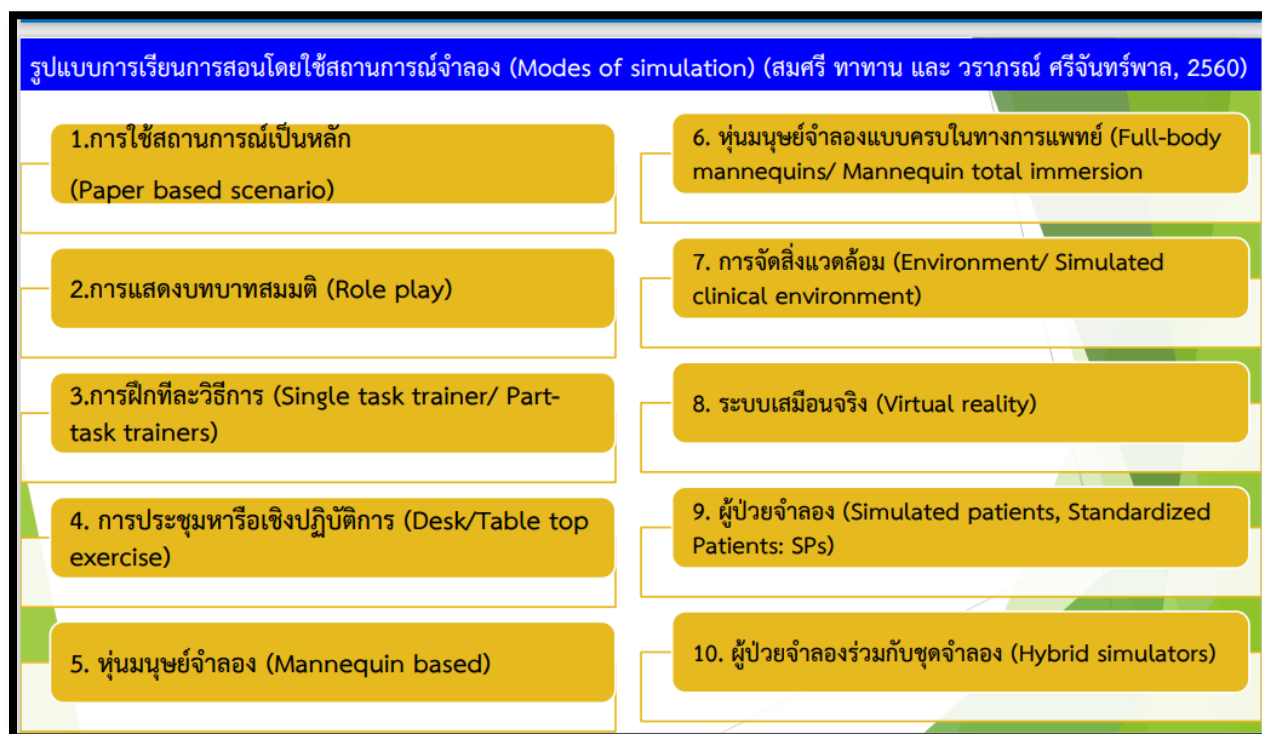 รูปแบบการเรียนการสอนโดยใช้สถานการณ์จำลอง (Modes of simulation) (สมศรี ทาทาน และ วราภรณ์ ศรีจันทร์พาล, 2560)
1.การใช้สถานการณ์เป็นหลัก
(Paper based scenario)
2.การแสดงบทบาทสมมติ (Role play)
3.การฝึกทีละวิธีการ (Single task trainer/ Part-
task trainers)
4. การประชุมหารือเชิงปฏิบัติการ (Desk/Table top
exercise)
5. หุ่นมนุษย์จำลอง (Mannequin based)
6. หุ่นมนุษย์จำลองแบบครบในทางการแพทย์ (Full-body
mannequins/ Mannequin total immersion
7. การจัดสิ่งแวดล้อม (Environment/ Simulated
clinical environment)
8. ระบบเสมือนจริง (Virtual reality)
9. ผู้ป่วยจำลอง (Simulated patients, Standardized
Patients: SPs)
10. ผู้ป่วยจำลองร่วมกับชุดจำลอง (Hybrid simulators)